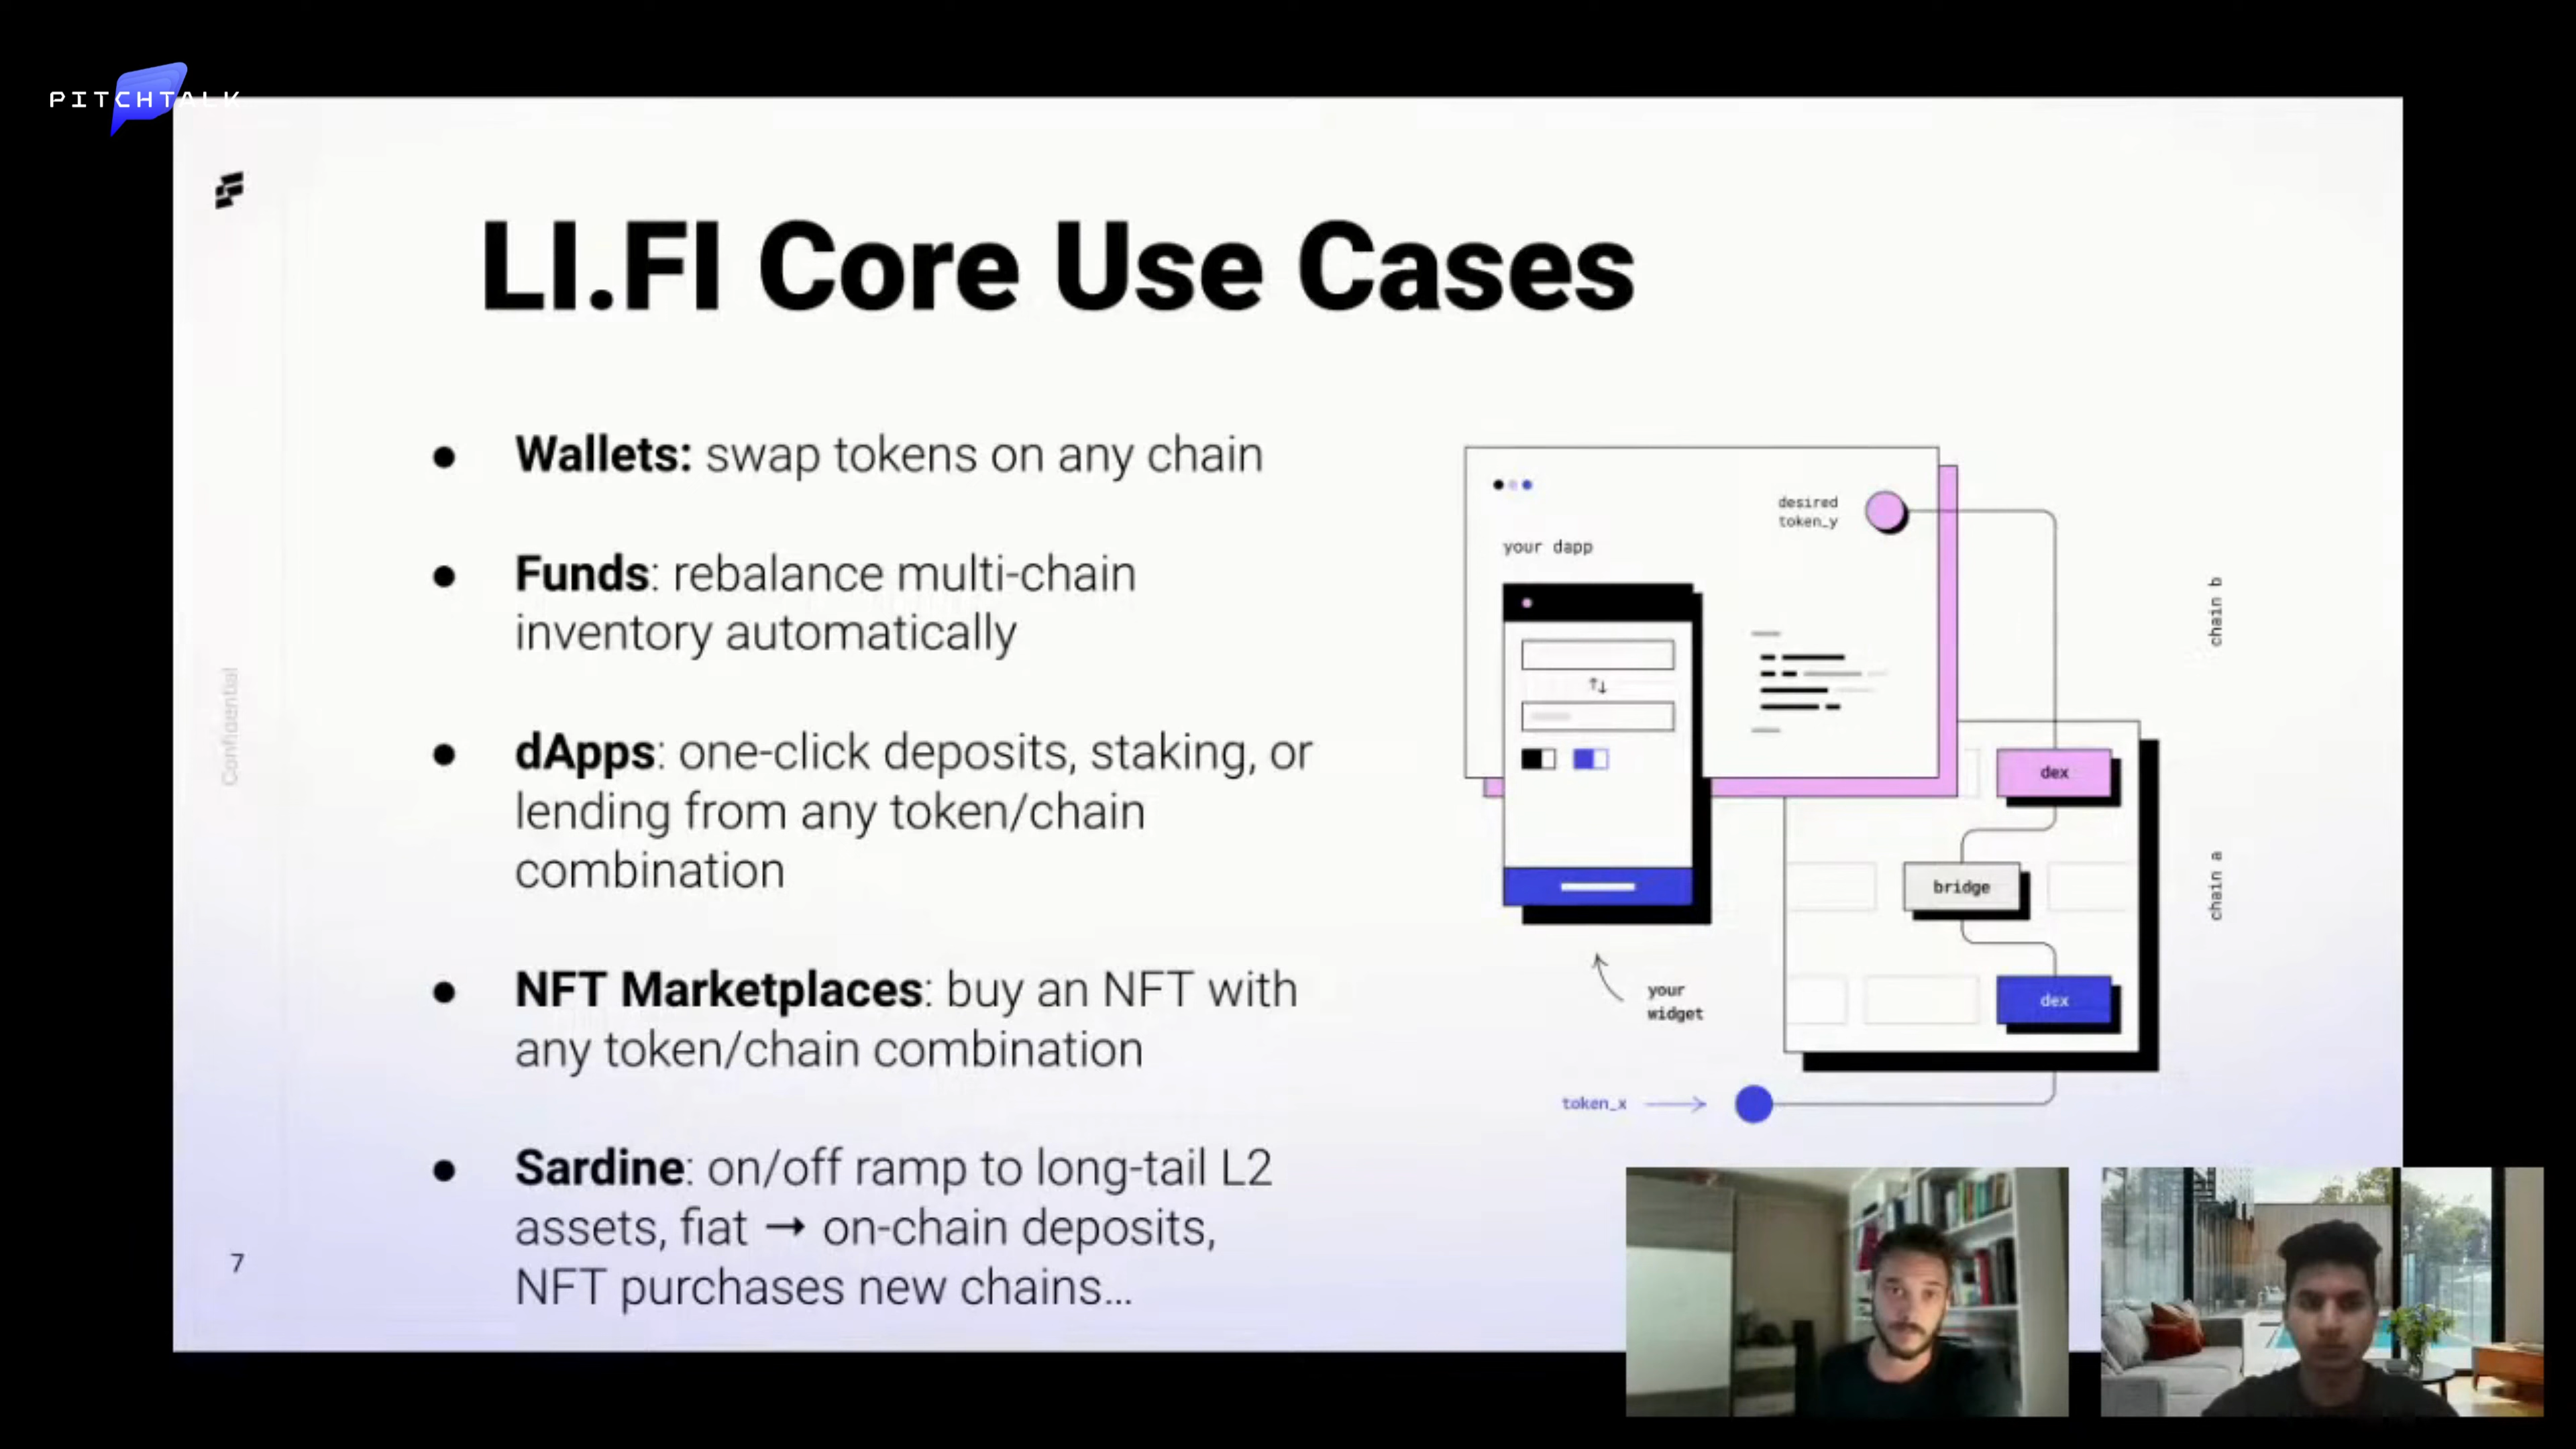 PITCHTALK
LI.FI Core Use Cases
● Wallets: swap tokens on any chain
● Funds: rebalance multi-chain
inventory automatically
● dApps: one-click deposits, staking, or
lending from any token/chain
combination
● NFT Marketplaces: buy an NFT with
any token/chain combination
● Sardine: on/off ramp to long-tail L2
assets, fiat → on-chain deposits,
NFT purchases new chains...
Confidential
7
desired
token_y
your dapp
chain b
dex
bridge
chain a
dex
your
widget
token_x